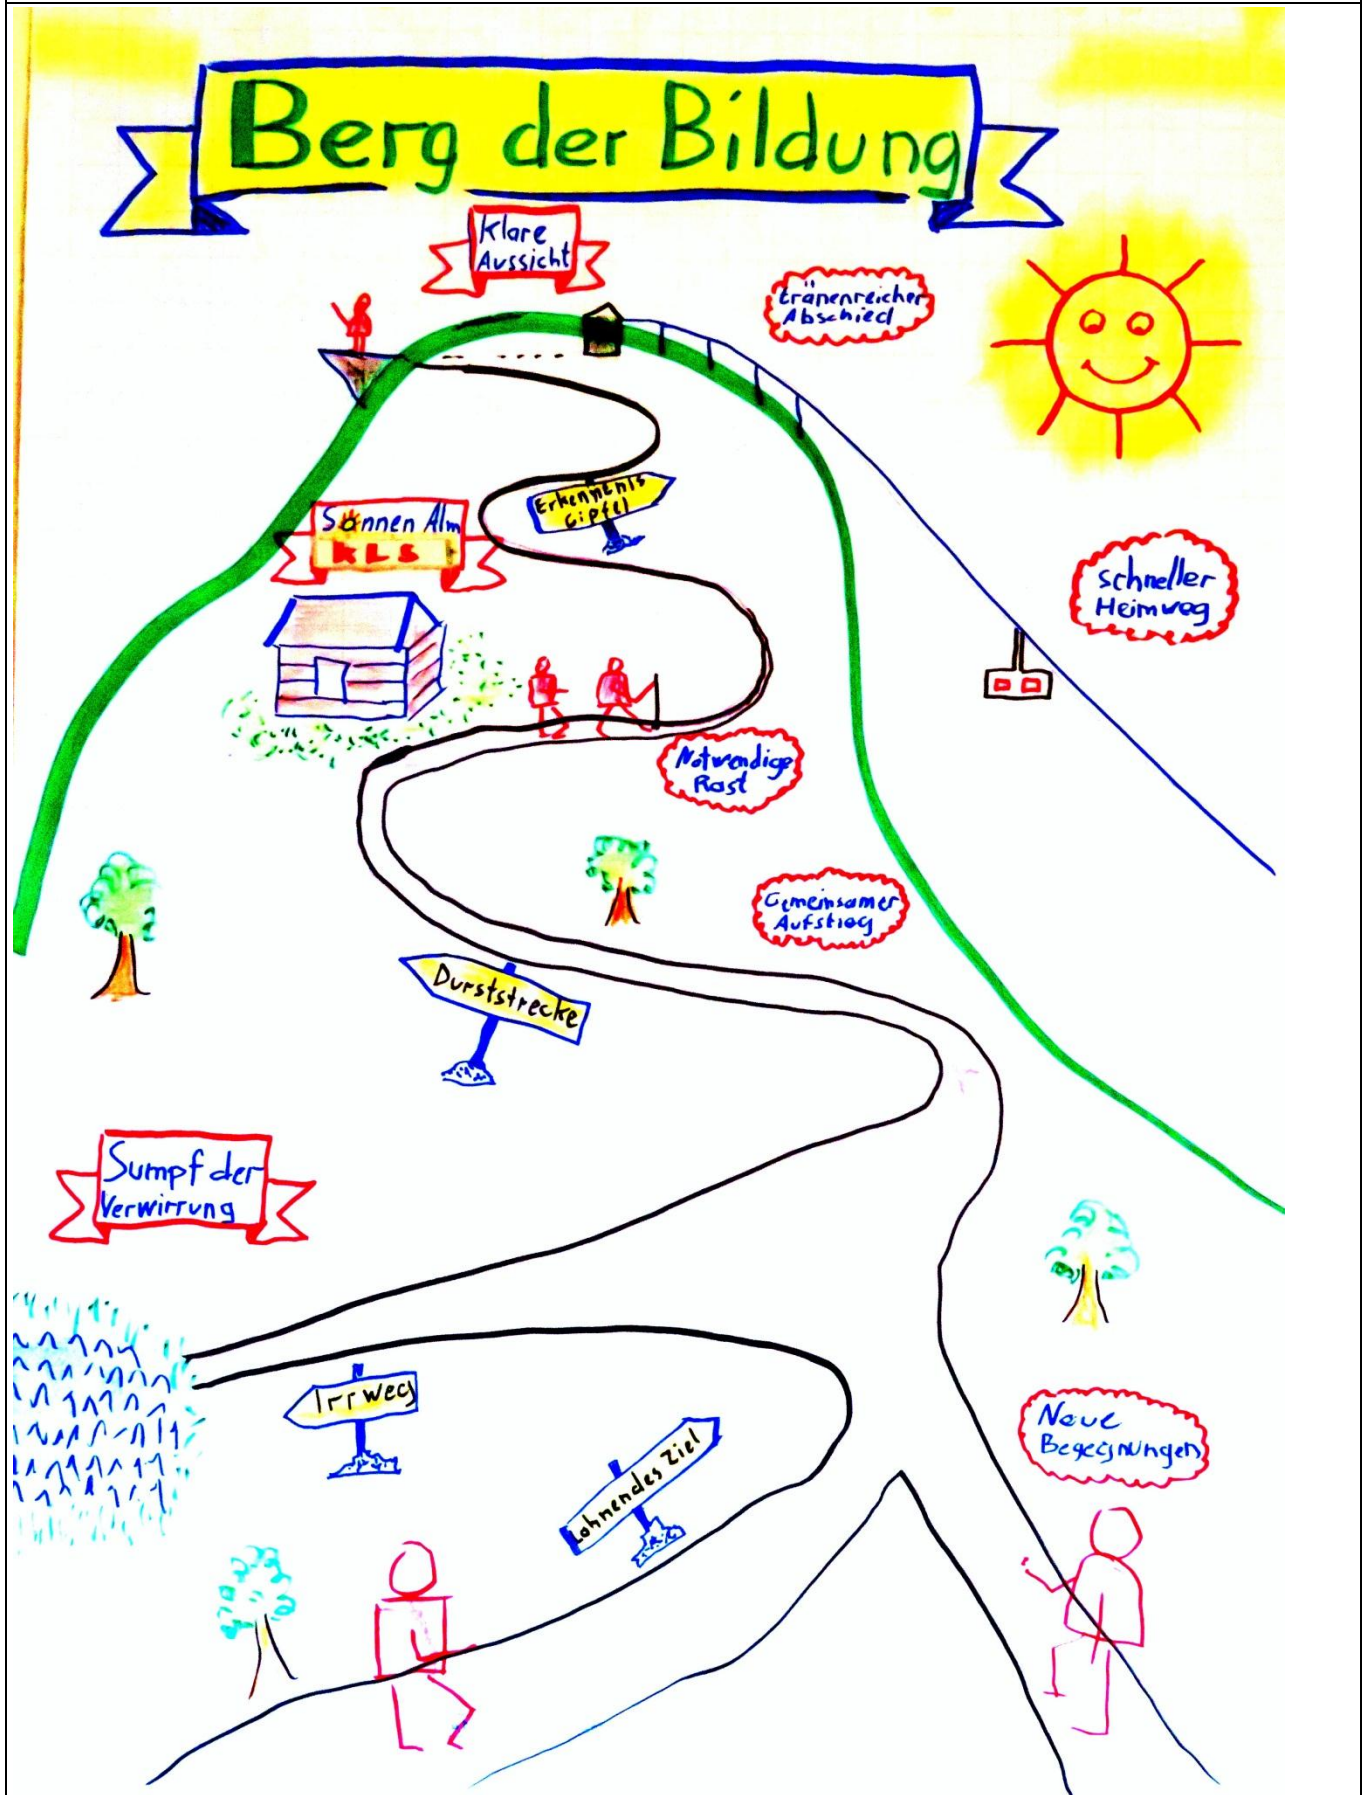 Berg der Bildung
Klare
Aussicht
tränenreicher
Abschied
Erkenntnis
Gipfel
Sonnen Alm
KLS
schneller
Heimweg
Notwendige
Rast
Gemeinsamer
Aufstieg
Durststrecke
Sumpf der
Verwirrung
Irrweg
Lohnendes Ziel
Neue
Begegnungen